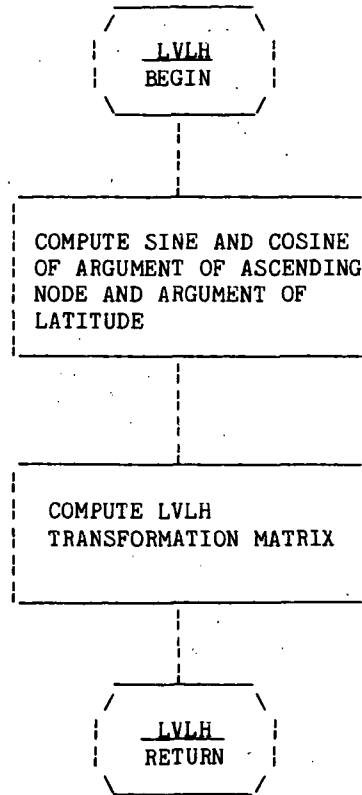 LVLH
BEGIN
COMPUTE SINE AND COSINE
OF ARGUMENT OF ASCENDING
NODE AND ARGUMENT OF
LATITUDE
COMPUTE LVLH
TRANSFORMATION MATRIX
LVLH
RETURN